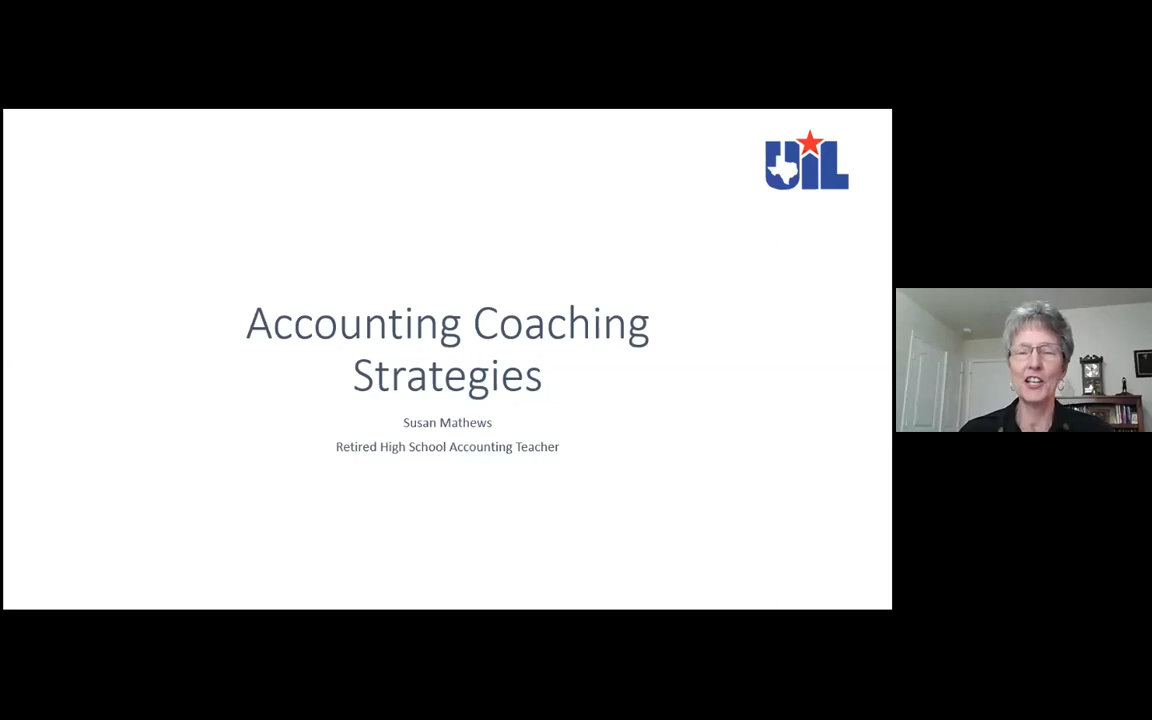 UIL
Accounting Coaching
Strategies
Susan Mathews
Retired High School Accounting Teacher